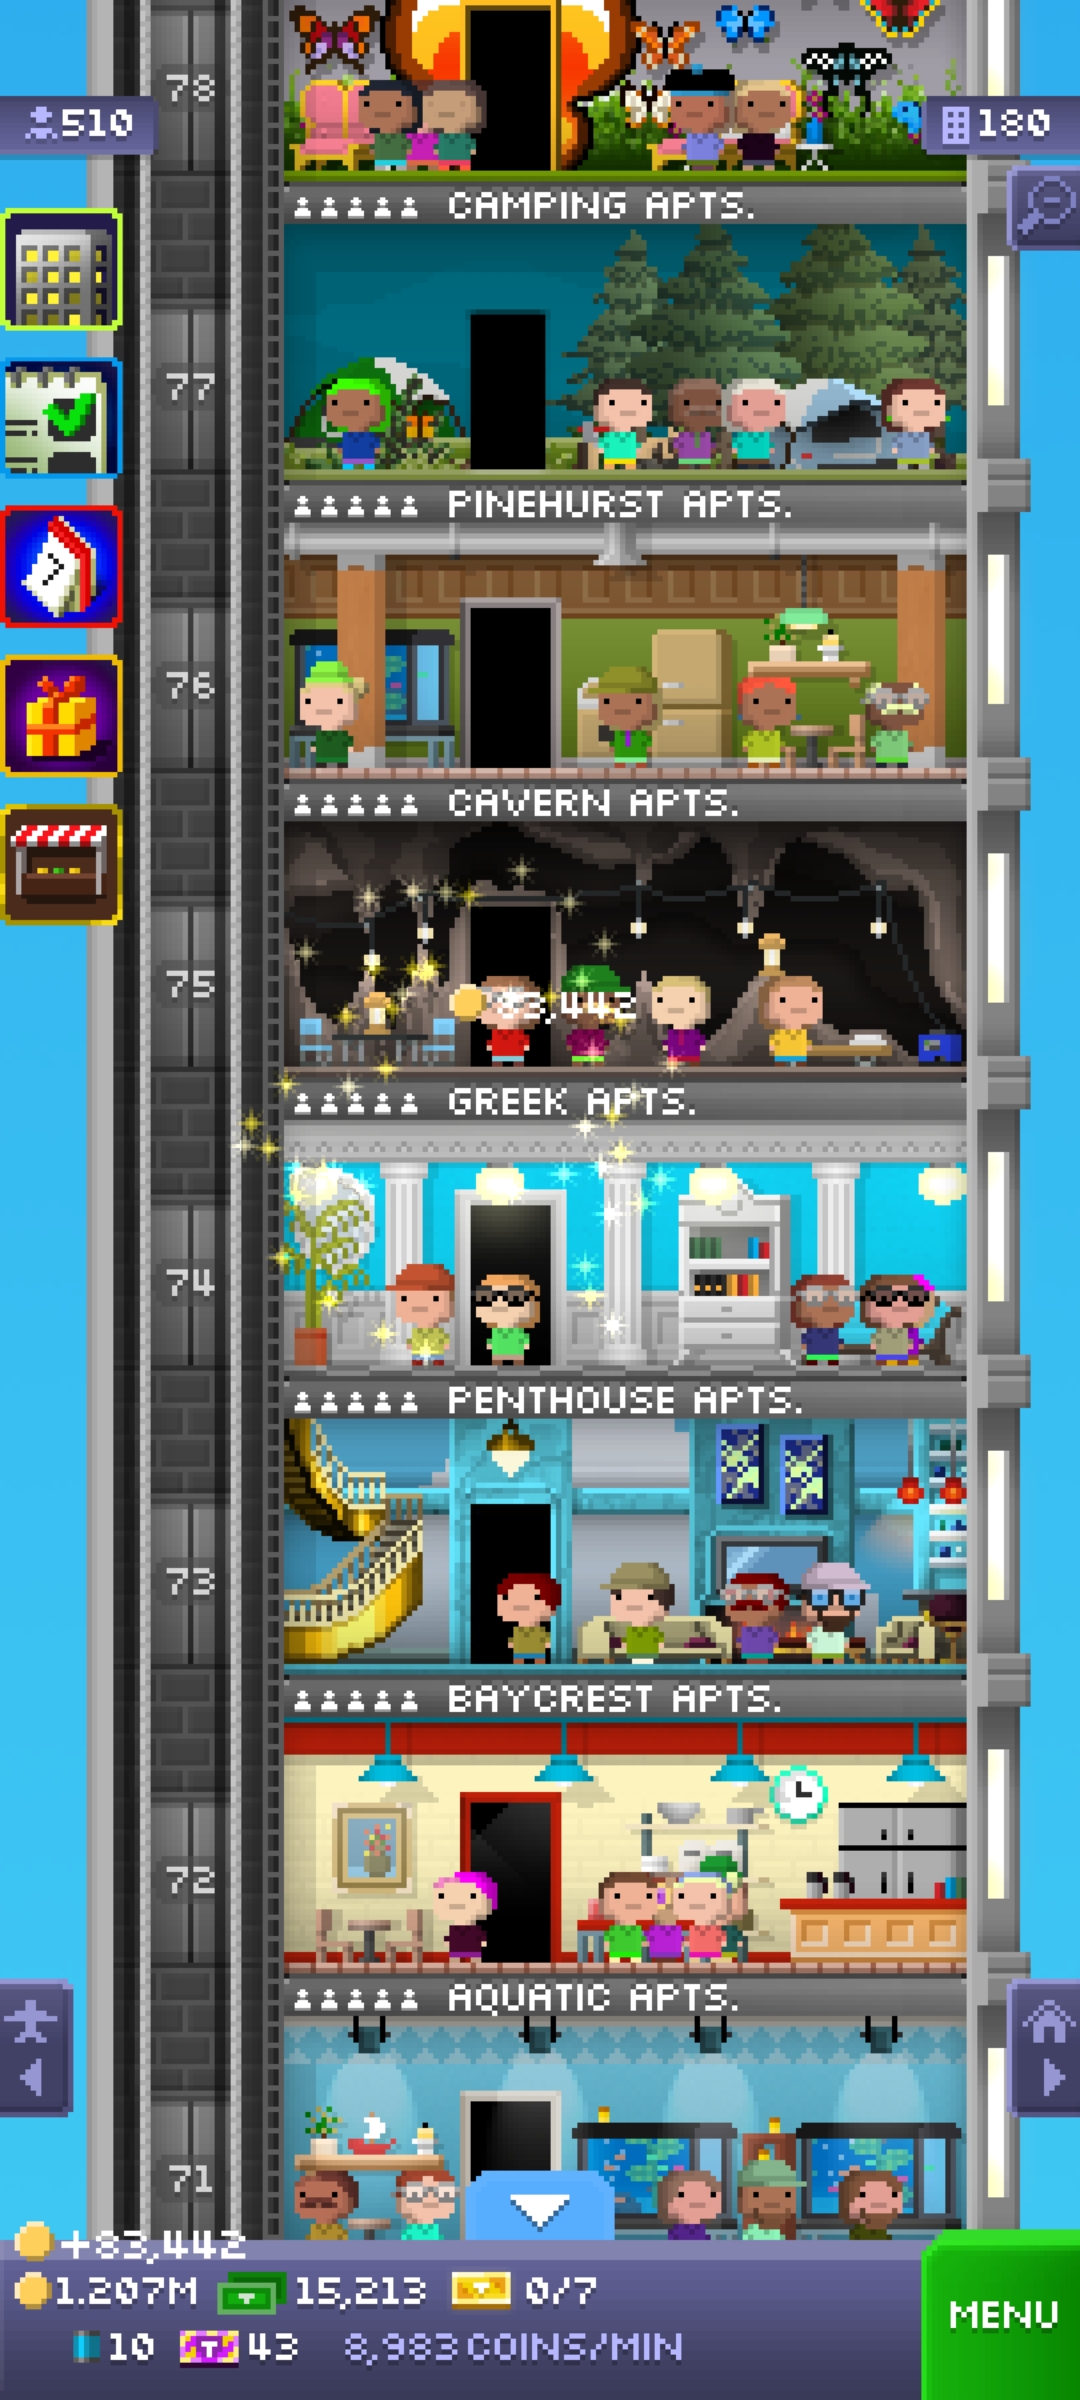 78
510
180
CAMPING APTS.
77
PINEHURST APTS.
76
CAVERN APTS.
75
83,442
GREEK APTS.
74
PENTHOUSE APTS.
73
BAYCREST APTS.
72
AQUATIC APTS.
71
+83,442
1.207M 15,213 0/7
10 43 8,983 COINS/MIN
MENU